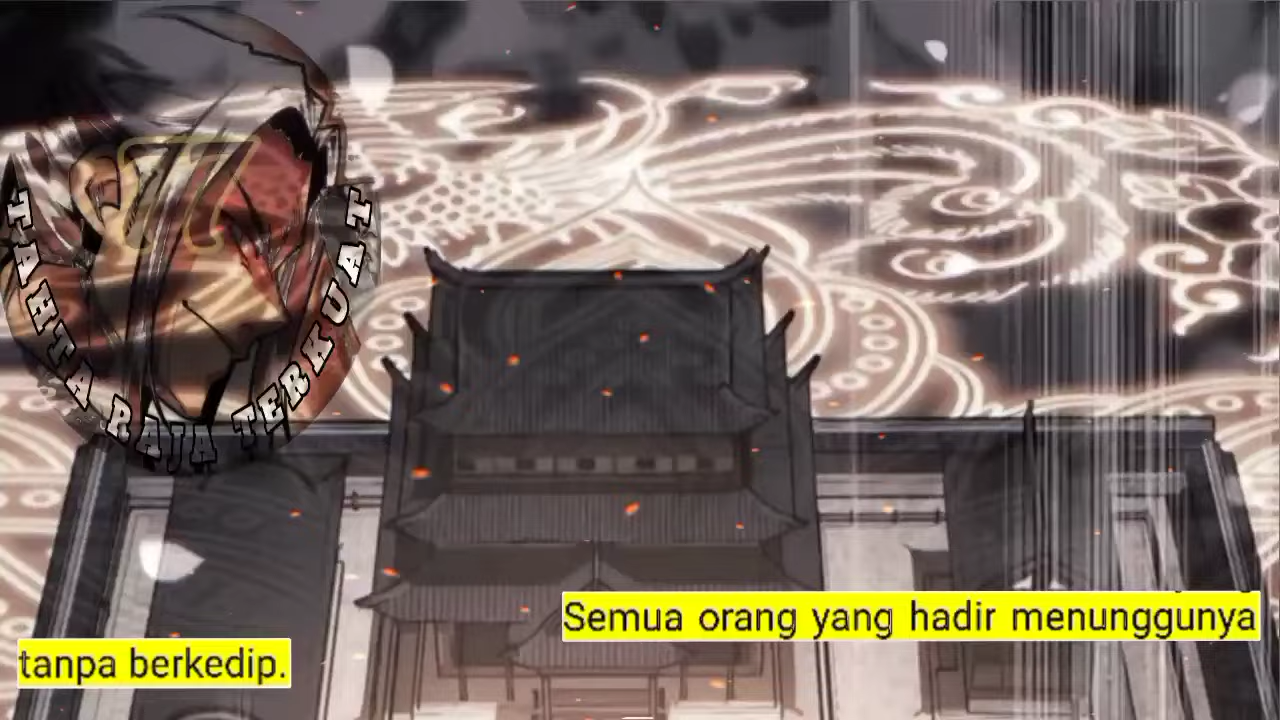 TAHTA RAJA TERKUAT
Semua orang yang hadir menunggunya
tanpa berkedip.